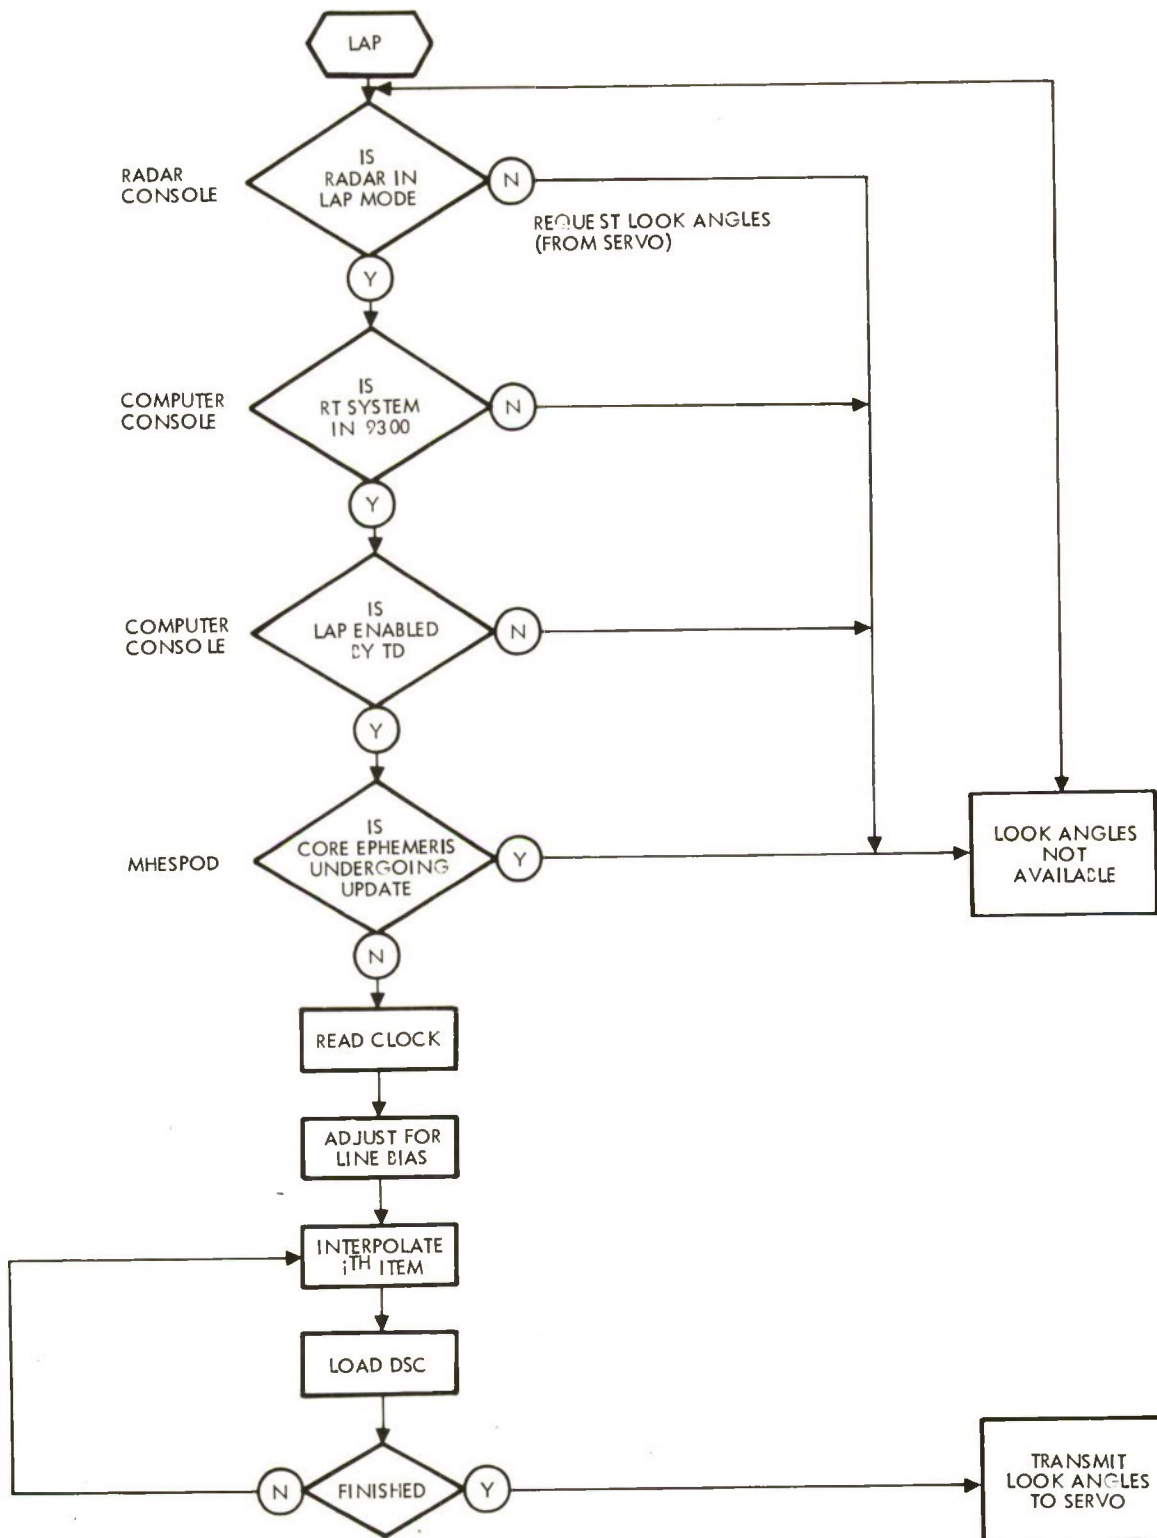 LAP
RADAR
CONSOLE
IS
RADAR IN
LAP MODE
N
REQUEST LOOK ANGLES
(FROM SERVO)
Y
COMPUTER
CONSOLE
IS
RT SYSTEM
IN 9300
N
Y
COMPUTER
CONSOLE
IS
LAP ENABLED
BY TD
N
Y
MHESPOD
IS
CORE EPHEMERIS
UNDERGOING
UPDATE
Y
LOOK ANGLES
NOT
AVAILABLE
N
READ CLOCK
ADJUST FOR
LINE BIAS
INTERPOLATE
iTH ITEM
LOAD DSC
N
FINISHED
Y
TRANSMIT
LOOK ANGLES
TO SERVO